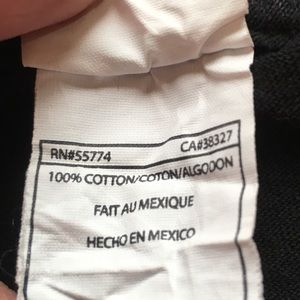 RN#55774 CA#38327
100% COTTON/COTON/ALGODON
FAIT AU MEXIQUE
HECHO EN MEXICO